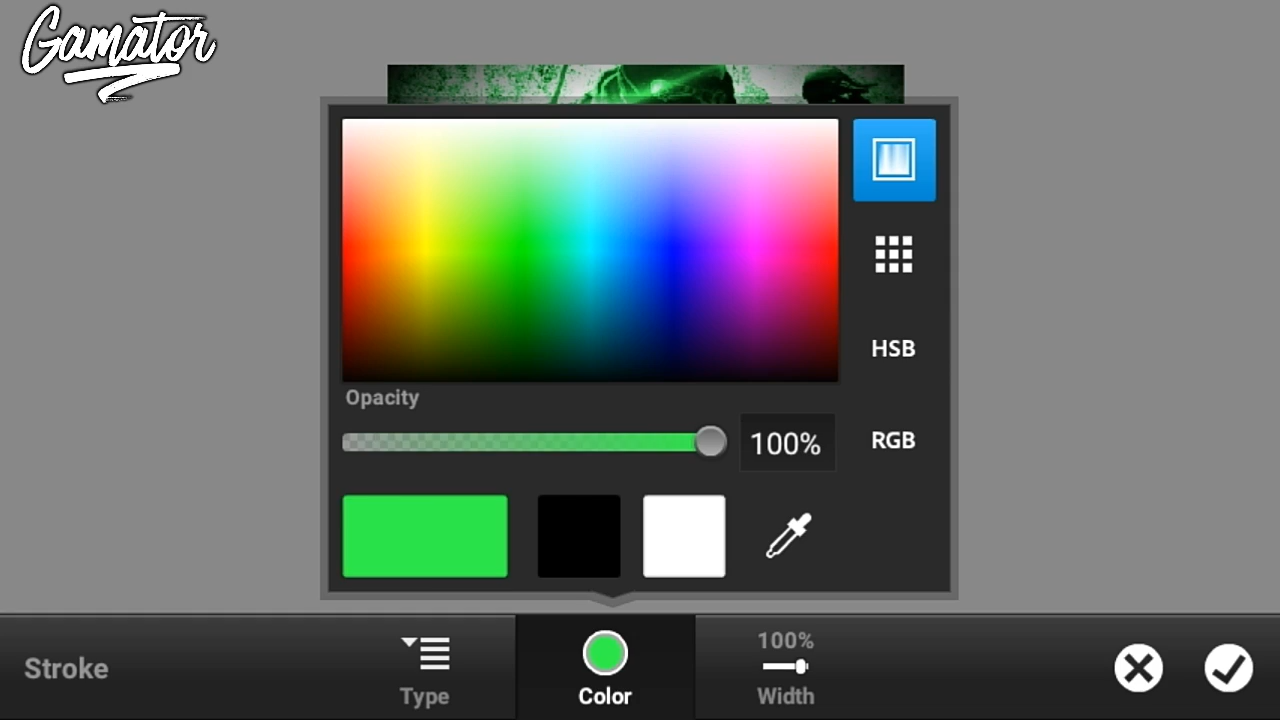 Gamator
HSB
Opacity
100%
RGB
Stroke
Type
Color
100%
Width